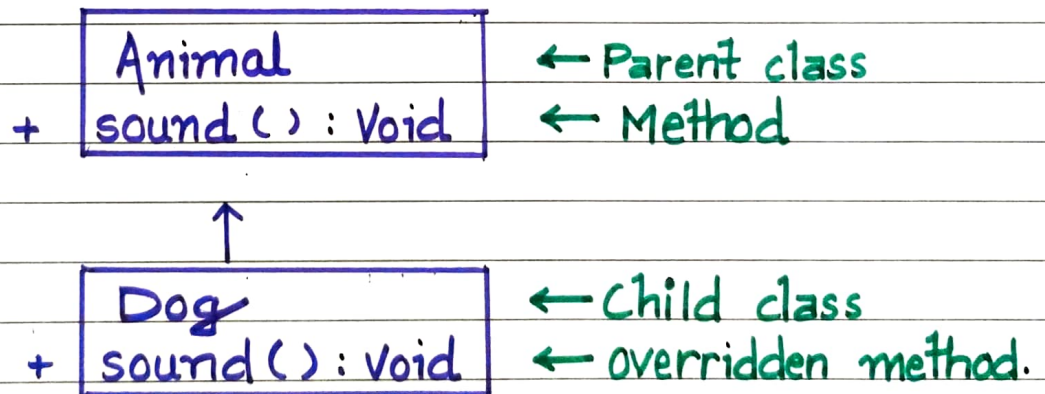 Animal ← Parent class
+ sound () : Void ← Method
↑
Dog ← Child class
+ sound () : Void ← overridden method.